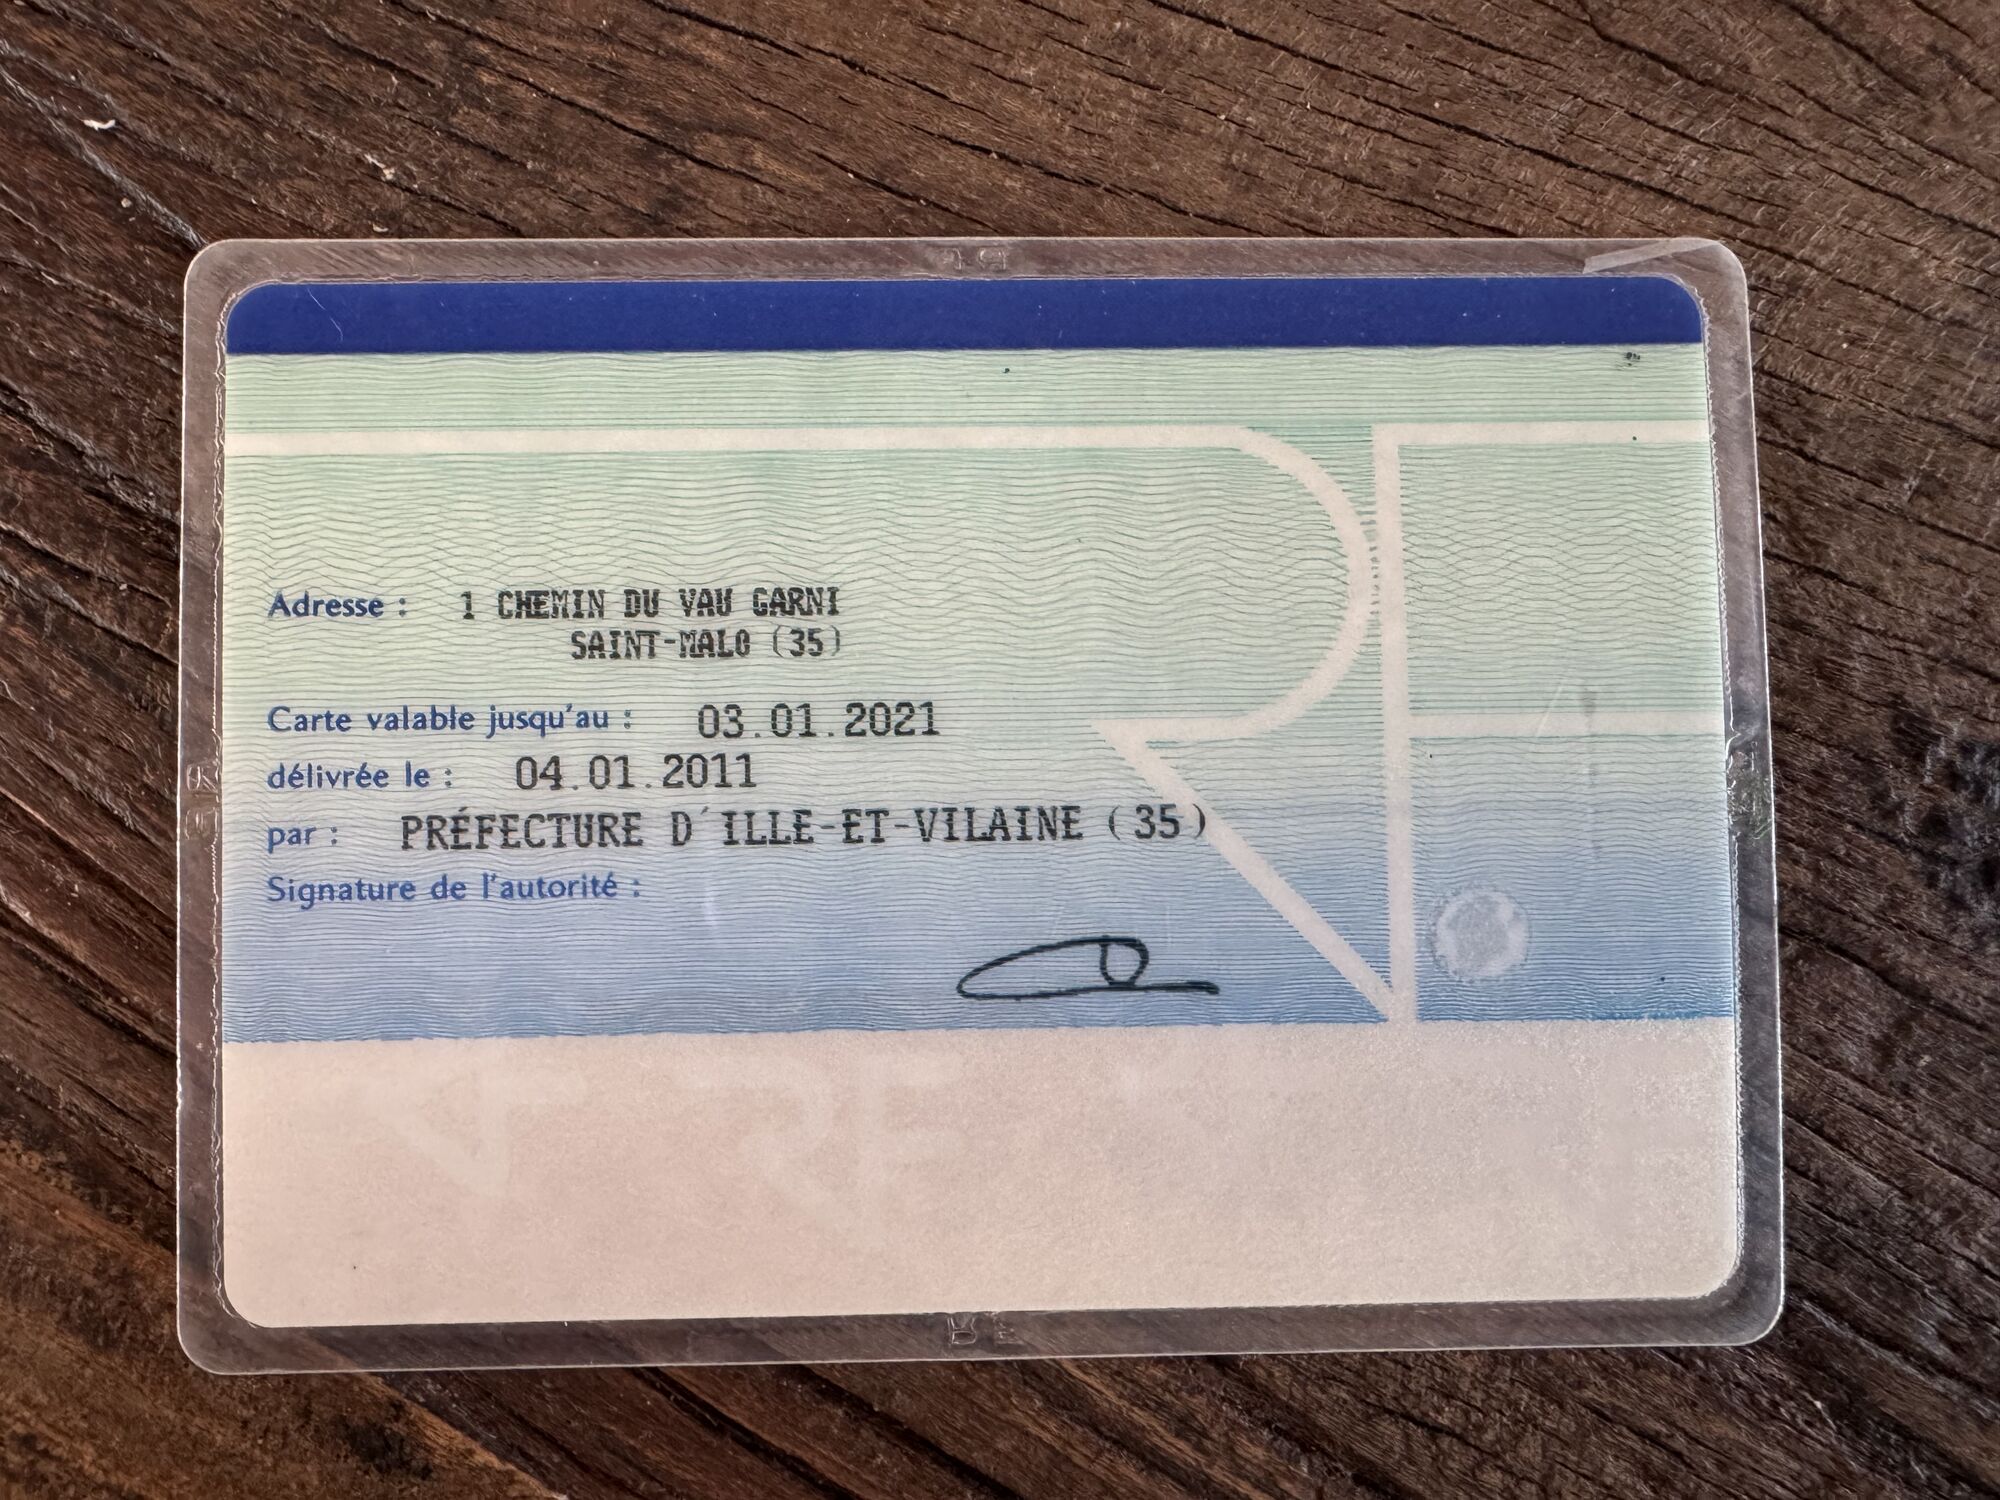 Adresse : 1 CHEMIN DU VAU GARNI
SAINT-MALO (35)
Carte valable jusqu'au : 03.01.2021
délivrée le : 04.01.2011
par : PRÉFECTURE D´ILLE-ET-VILAINE (35)
Signature de l'autorité :
RF